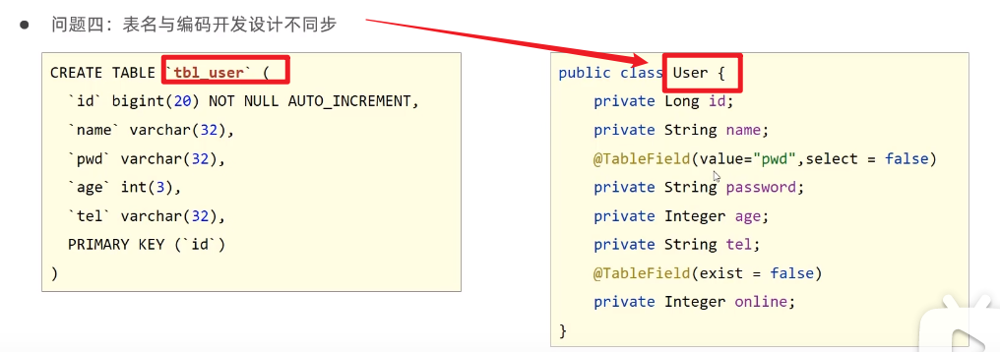 ● 问题四：表名与编码开发设计不同步
CREATE TABLE `tbl_user` (
`id` bigint(20) NOT NULL AUTO_INCREMENT,
`name` varchar(32),
`pwd` varchar(32),
`age` int(3),
`tel` varchar(32),
PRIMARY KEY (`id`)
)
public class User {
private Long id;
private String name;
@TableField(value="pwd",select = false)
private String password;
private Integer age;
private String tel;
@TableField(exist = false)
private Integer online;
}